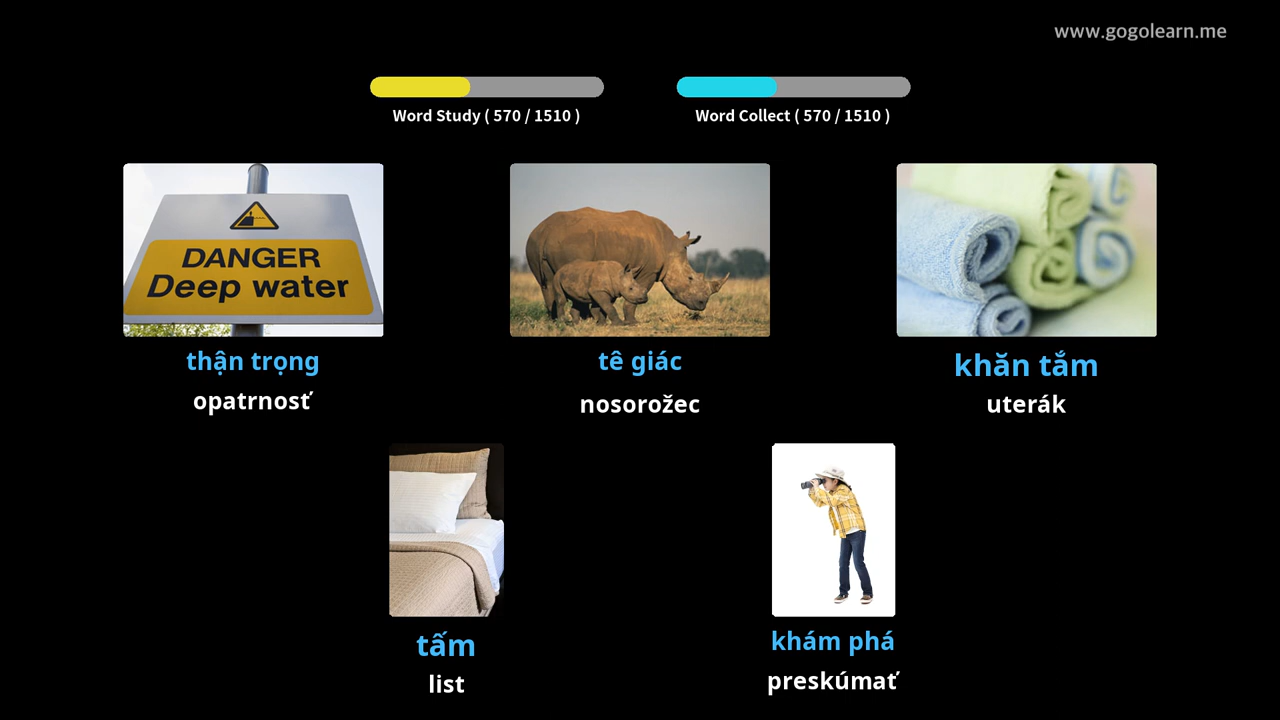 www.gogolearn.me
Word Study ( 570 / 1510 )
Word Collect ( 570 / 1510 )
DANGER
Deep water
thận trọng
opatrnosť
tê giác
nosorožec
khăn tắm
uterák
tấm
list
khám phá
preskúmať